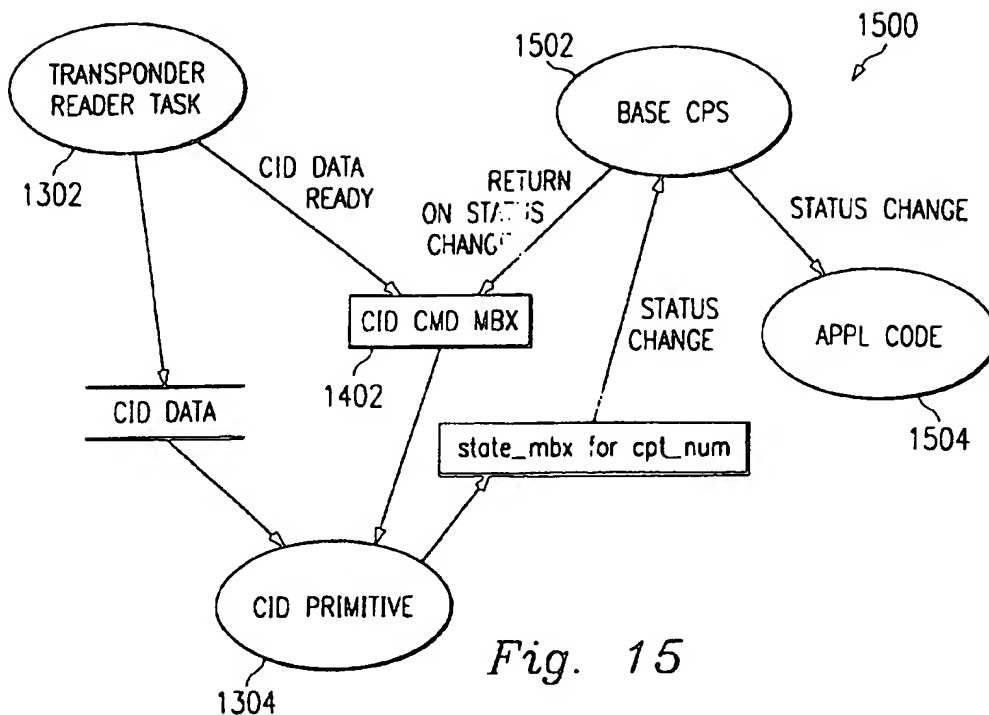 1500
1502
TRANSPONDER
READER TASK
1302
BASE CPS
CID DATA
READY
RETURN
ON STATUS
STATUS CHANGE
CID CMD MBX
1402
STATUS
CHANGE
APPL CODE
1504
CID DATA
state_mbx for cpt_num
CID PRIMITIVE
1304
Fig. 15